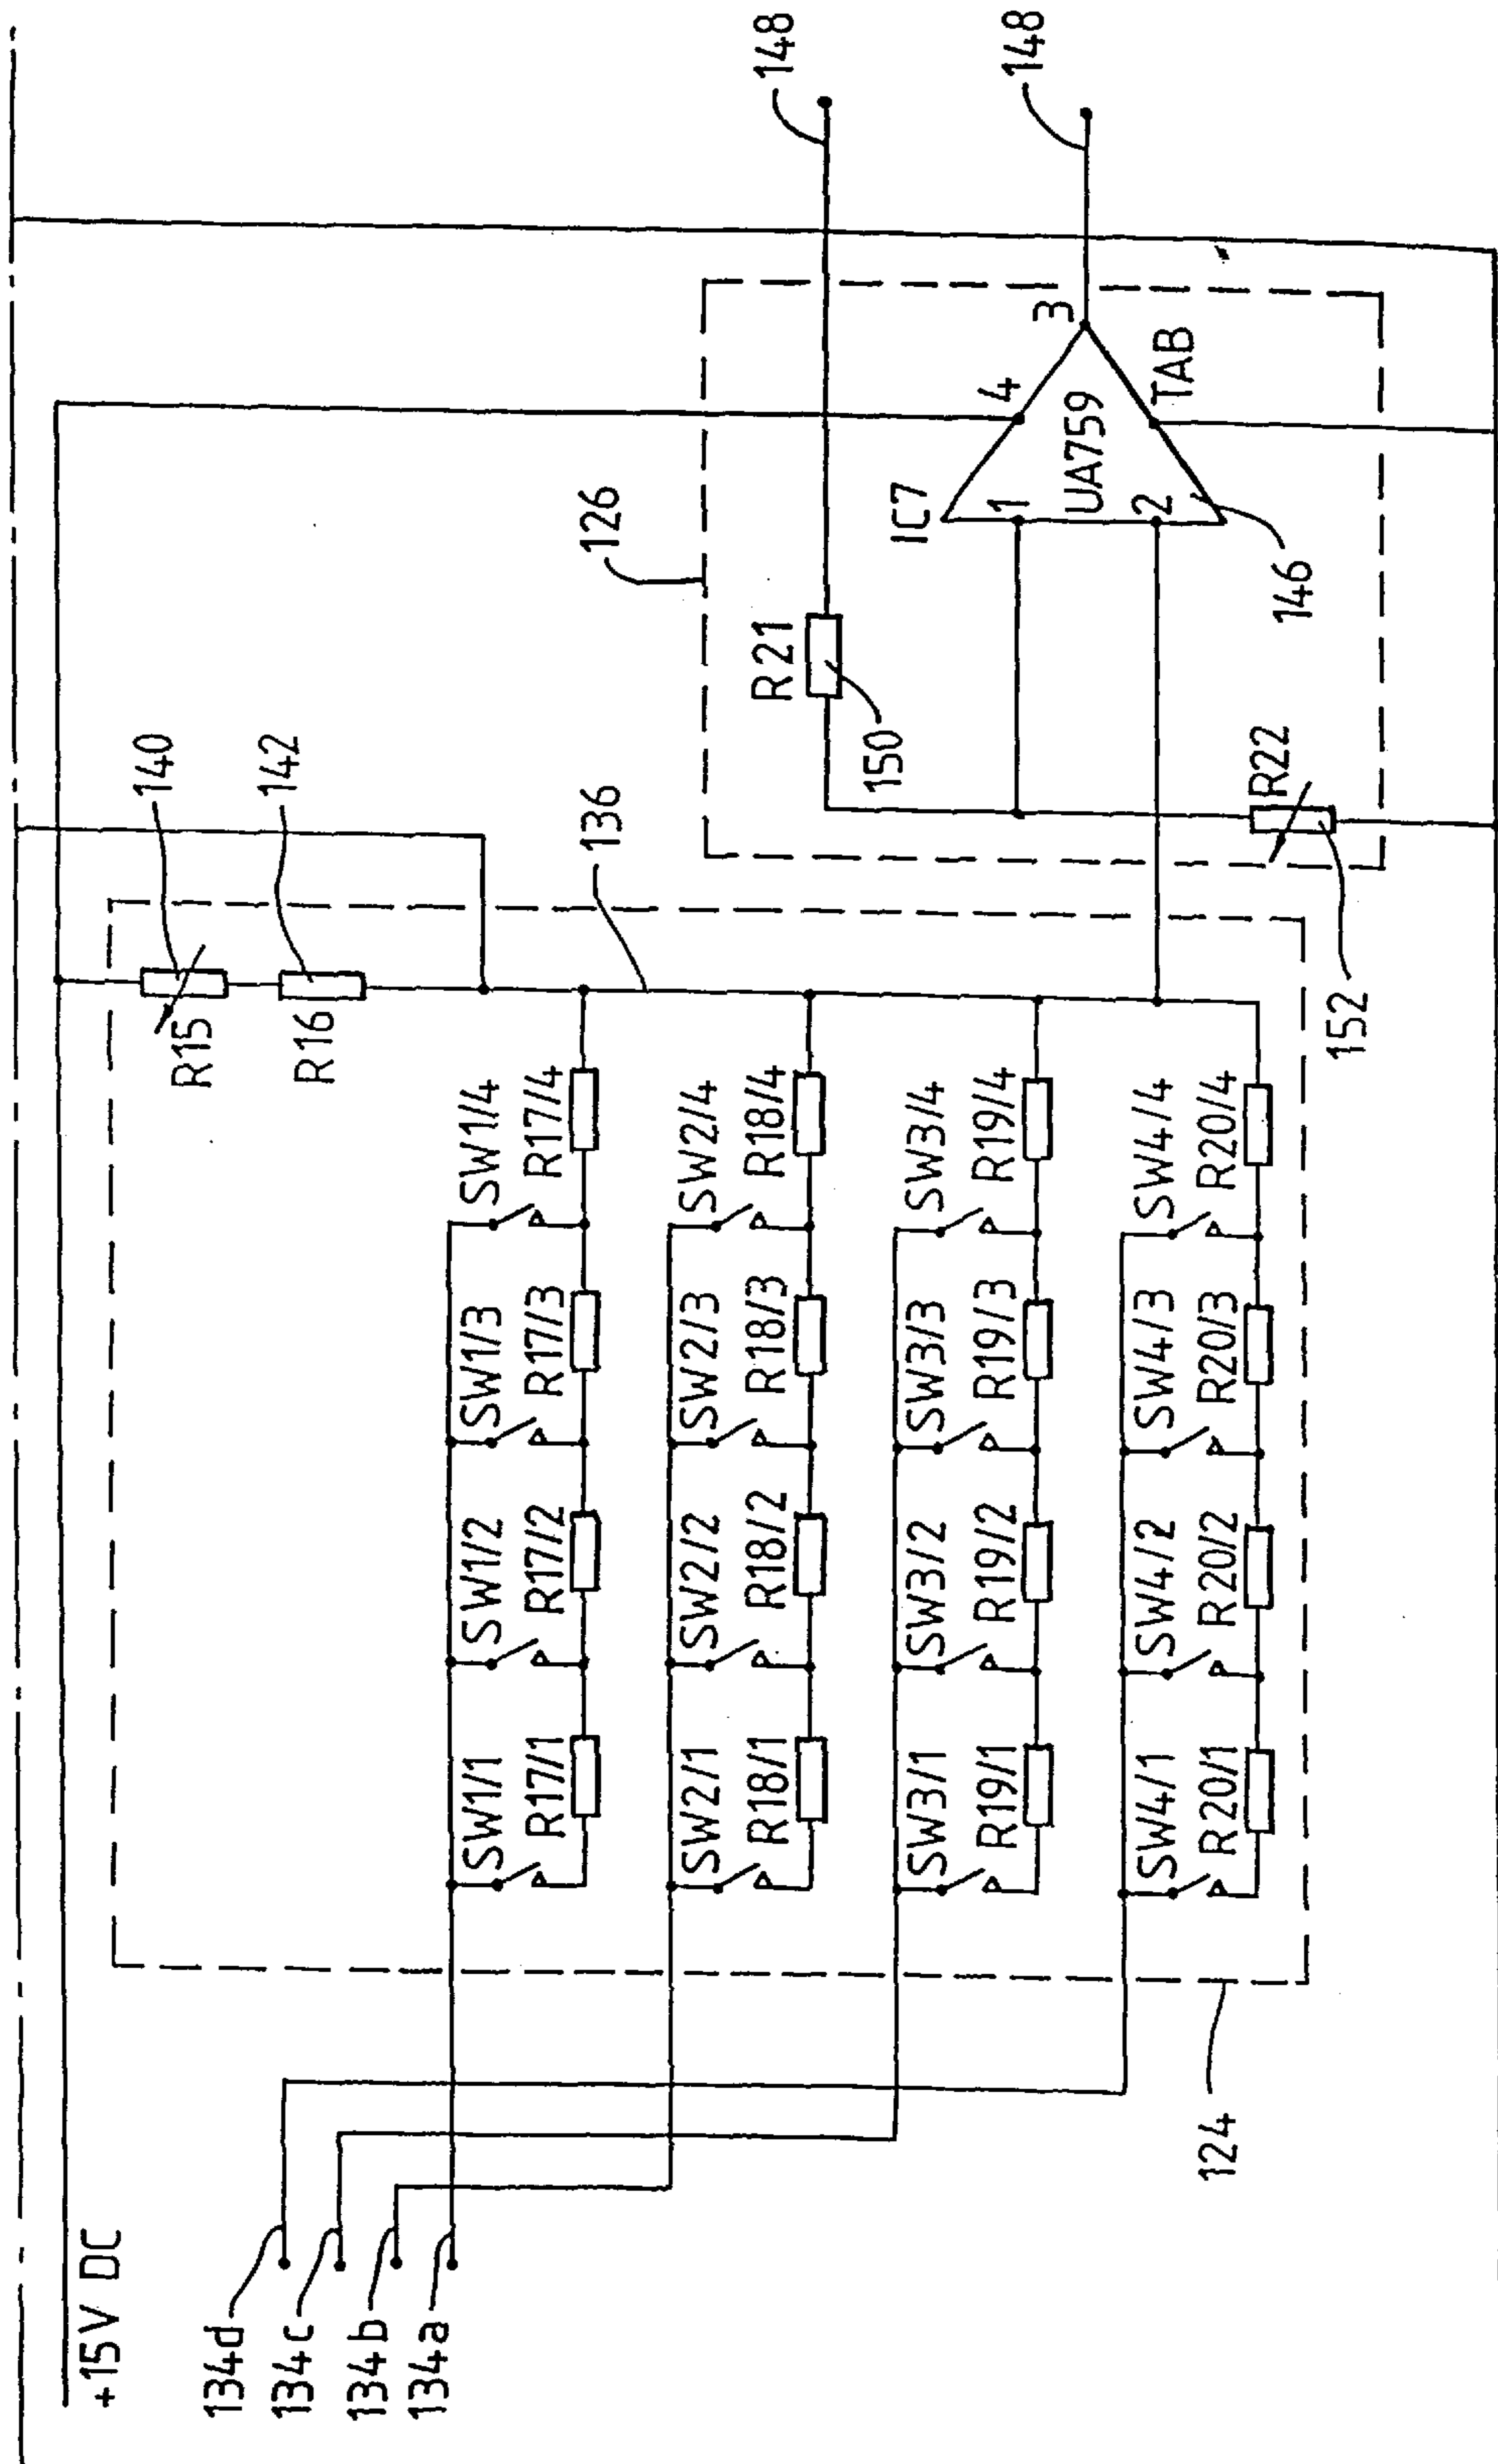 +15V DC
134d
134c
134b
134a
140
142
R15
R16
136
SW1/1
SW1/2
SW1/3
SW1/4
R17/1
R17/2
R17/3
R17/4
SW2/1
SW2/2
SW2/3
SW2/4
R18/1
R18/2
R18/3
R18/4
SW3/1
SW3/2
SW3/3
SW3/4
R19/1
R19/2
R19/3
R19/4
SW4/1
SW4/2
SW4/3
SW4/4
R20/1
R20/2
R20/3
R20/4
124
126
R21
150
148
IC7
4
1
UA759
3
148
2
TAB
146
R22
152